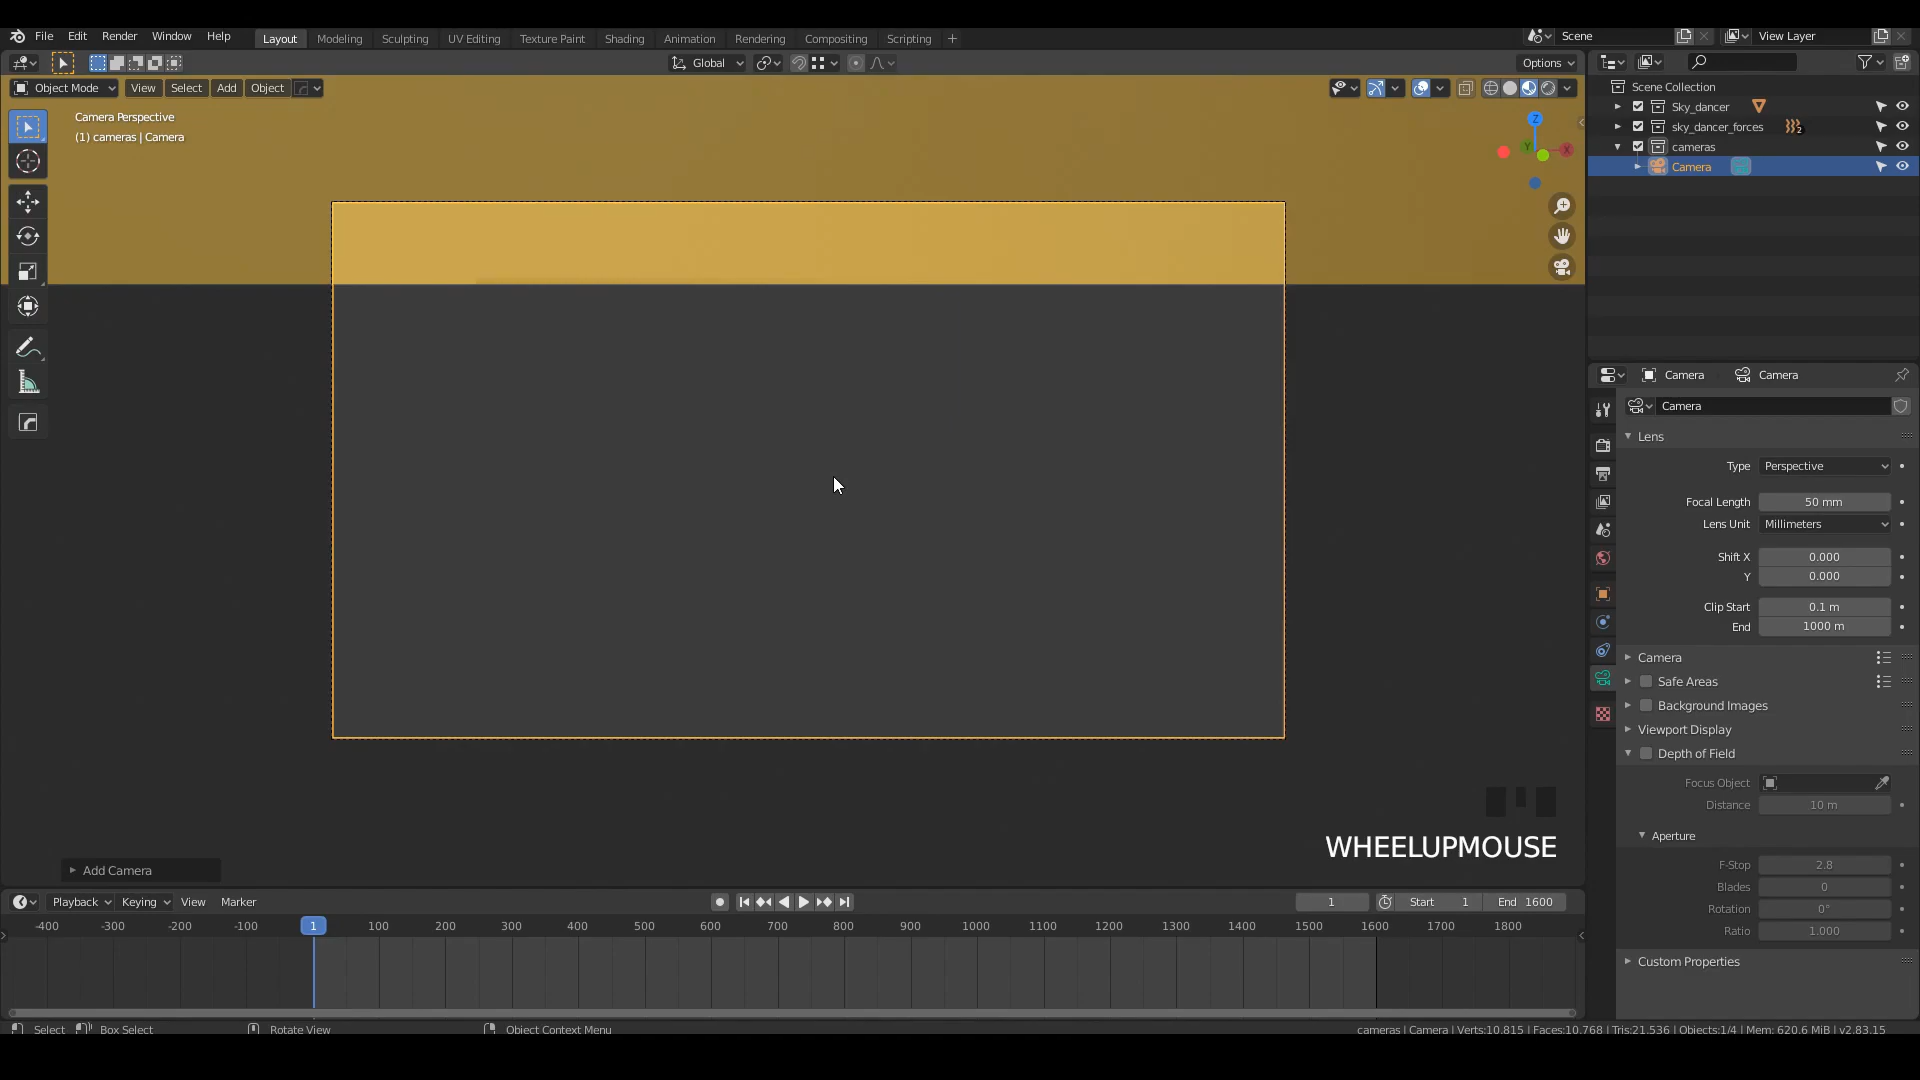 File Edit Render Window Help Layout Modeling Sculpting UV Editing Texture Paint Shading Animation Rendering Compositing Scripting + Scene View Layer
Global Options
Object Mode View Select Add Object
Camera Perspective
(1) cameras | Camera
Z
Y
X
Scene Collection
Sky_dancer
sky_dancer_forces 2
cameras
Camera
Camera Camera
Camera
Lens
Type Perspective
Focal Length 50 mm
Lens Unit Millimeters
Shift X 0.000
Y 0.000
Clip Start 0.1 m
End 1000 m
Camera
Safe Areas
Background Images
Viewport Display
Depth of Field
Focus Object
Distance 10 m
Aperture
F-Stop 2.8
Blades 0
Rotation 0°
Ratio 1.000
Custom Properties
WHEELUPMOUSE
Add Camera
Playback Keying View Marker 1 Start 1 End 1600
-400 -300 -200 -100 1 100 200 300 400 500 600 700 800 900 1000 1100 1200 1300 1400 1500 1600 1700 1800
Select Box Select Rotate View Object Context Menu cameras | Camera | Verts:10.815 | Faces:10.768 | Tris:21.536 | Objects:1/4 | Mem: 620.6 MiB | v2.83.15